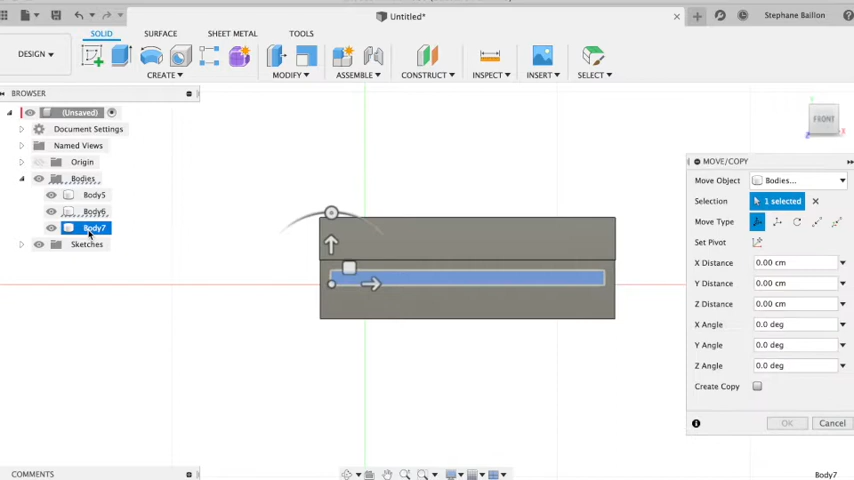 Untitled*
Stephane Baillon
DESIGN
SOLID SURFACE SHEET METAL TOOLS
CREATE MODIFY ASSEMBLE CONSTRUCT INSPECT INSERT SELECT
BROWSER
(Unsaved)
Document Settings
Named Views
Origin
Bodies
Body5
Body6
Body7
Sketches
FRONT
Z
X
MOVE/COPY
Move Object Bodies...
Selection 1 selected
Move Type
Set Pivot
X Distance 0.00 cm
Y Distance 0.00 cm
Z Distance 0.00 cm
X Angle 0.0 deg
Y Angle 0.0 deg
Z Angle 0.0 deg
Create Copy
OK Cancel
COMMENTS
Body7